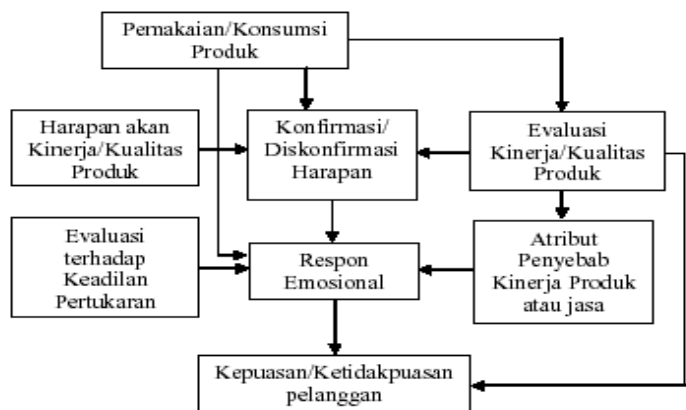 Pemakaian/Konsumsi
Produk
Harapan akan
Kinerja/Kualitas
Produk
Konfirmasi/
Diskonfirmasi
Harapan
Evaluasi
Kinerja/Kualitas
Produk
Evaluasi
terhadap
Keadilan
Pertukaran
Respon
Emosional
Atribut
Penyebab
Kinerja Produk
atau jasa
Kepuasan/Ketidakpuasan
pelanggan